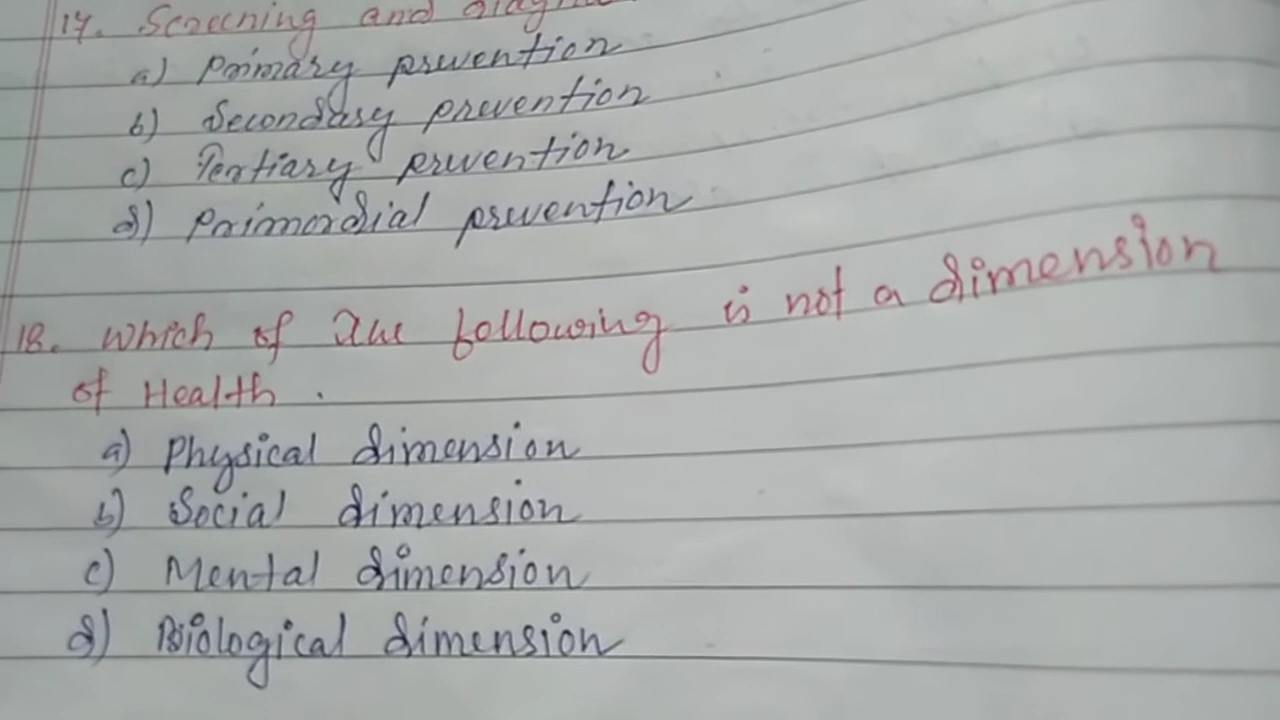 17. Screening and
a) Primary prevention
b) Secondary prevention
c) Tertiary prevention
d) Primordial prevention
18. Which of the following is not a dimension
of Health.
a) Physical dimension
b) Social dimension
c) Mental dimension
d) Biological dimension